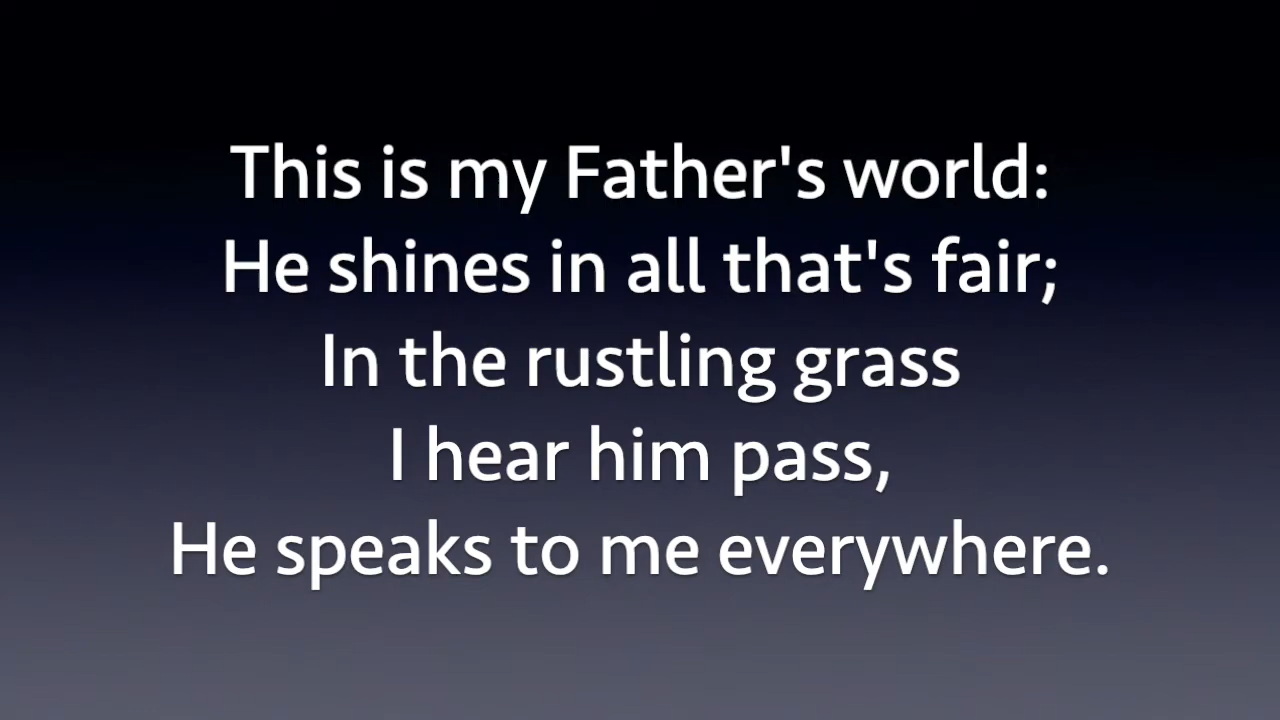 This is my Father's world:
He shines in all that's fair;
In the rustling grass
I hear him pass,
He speaks to me everywhere.